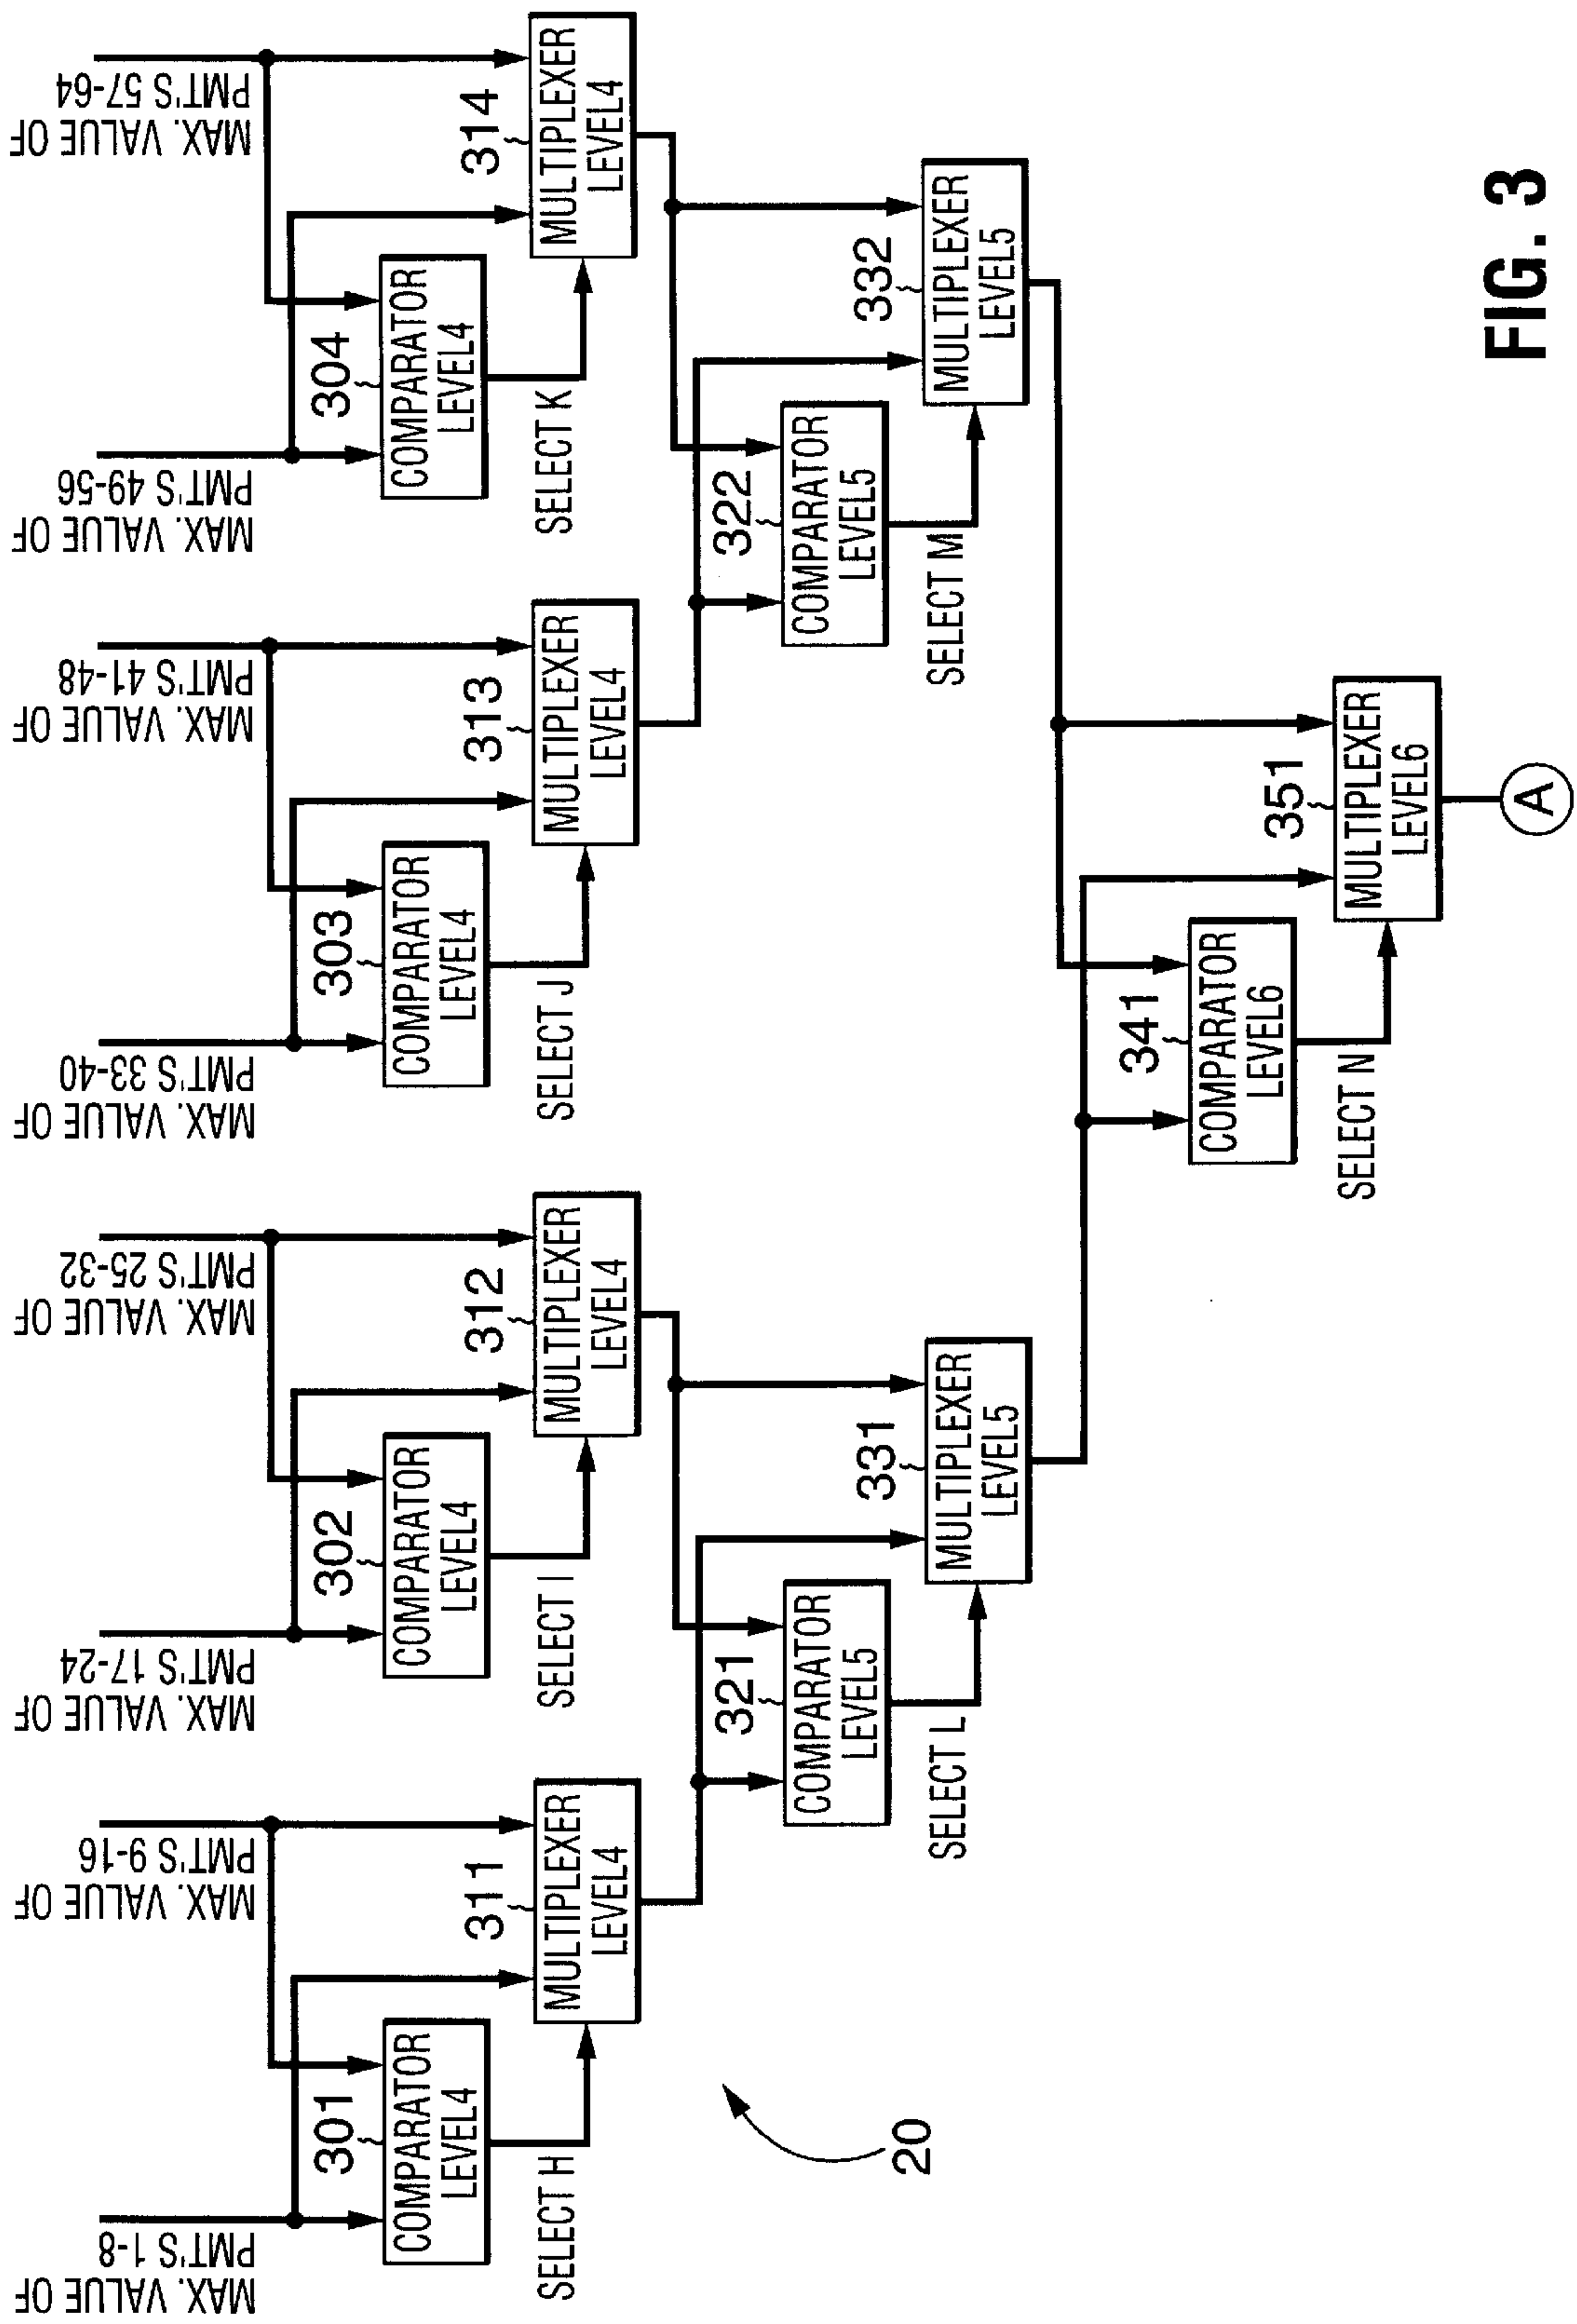 MAX. VALUE OF
PMT'S 1-8
MAX. VALUE OF
PMT'S 9-16
MAX. VALUE OF
PMT'S 17-24
MAX. VALUE OF
PMT'S 25-32
MAX. VALUE OF
PMT'S 33-40
MAX. VALUE OF
PMT'S 41-48
MAX. VALUE OF
PMT'S 49-56
MAX. VALUE OF
PMT'S 57-64
301
COMPARATOR
LEVEL4
302
COMPARATOR
LEVEL4
303
COMPARATOR
LEVEL4
304
COMPARATOR
LEVEL4
311
MULTIPLEXER
LEVEL4
312
MULTIPLEXER
LEVEL4
313
MULTIPLEXER
LEVEL4
314
MULTIPLEXER
LEVEL4
SELECT H
SELECT I
SELECT J
SELECT K
321
COMPARATOR
LEVEL5
322
COMPARATOR
LEVEL5
331
MULTIPLEXER
LEVEL5
332
MULTIPLEXER
LEVEL5
20
SELECT L
SELECT M
341
COMPARATOR
LEVEL6
351
MULTIPLEXER
LEVEL6
SELECT N
A
FIG. 3